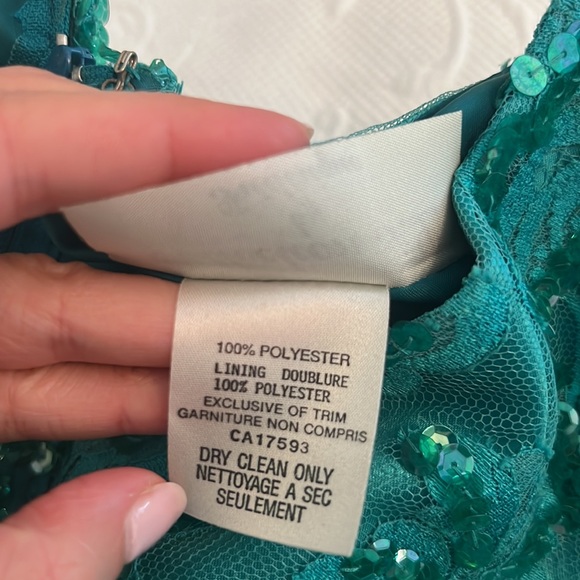 100% POLYESTER
LINING DOUBLURE
100% POLYESTER
EXCLUSIVE OF TRIM
GARNITURE NON COMPRIS
CA17593
DRY CLEAN ONLY
NETTOYAGE A SEC
SEULEMENT